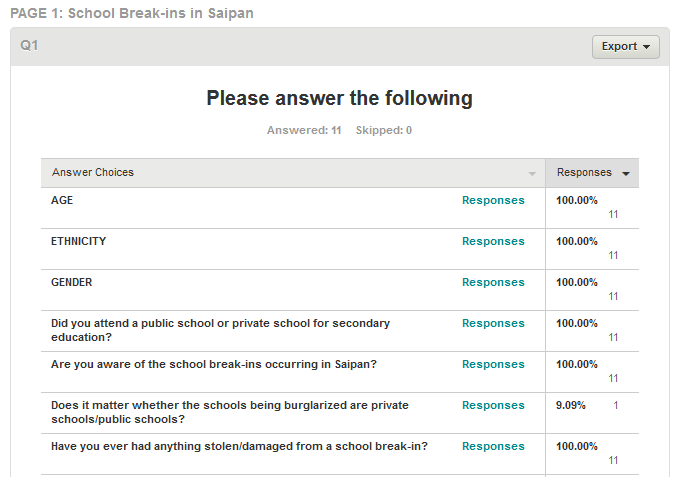 PAGE 1: School Break-ins in Saipan
Q1
Export
Please answer the following
Answered: 11 Skipped: 0
Answer Choices Responses
AGE Responses 100.00%
11
ETHNICITY Responses 100.00%
11
GENDER Responses 100.00%
11
Did you attend a public school or private school for secondary Responses 100.00%
education? 11
Are you aware of the school break-ins occurring in Saipan? Responses 100.00%
11
Does it matter whether the schools being burglarized are private Responses 9.09% 1
schools/public schools?
Have you ever had anything stolen/damaged from a school break-in? Responses 100.00%
11